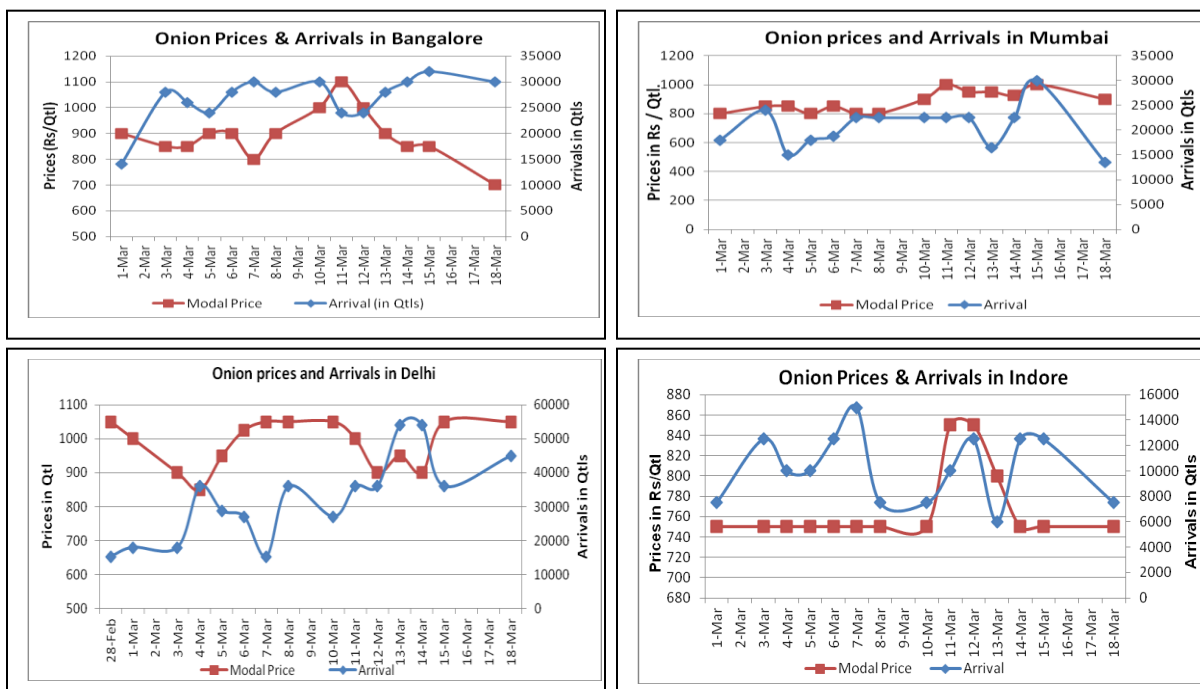 Onion Prices & Arrivals in Bangalore
1200
1100
1000
900
800
700
600
500
Prices (Rs/Qtl)
35000
30000
25000
20000
15000
10000
5000
0
Arrivals in Qtls
1-Mar
2-Mar
3-Mar
4-Mar
5-Mar
6-Mar
7-Mar
8-Mar
9-Mar
10-Mar
11-Mar
12-Mar
13-Mar
14-Mar
15-Mar
16-Mar
17-Mar
18-Mar
Modal Price
Arrival (in Qtls)
Onion prices and Arrivals in Mumbai
1200
1000
800
600
400
200
0
Prices in Rs / Qtl.
35000
30000
25000
20000
15000
10000
5000
0
Arrivals in Qtls
1-Mar
2-Mar
3-Mar
4-Mar
5-Mar
6-Mar
7-Mar
8-Mar
9-Mar
10-Mar
11-Mar
12-Mar
13-Mar
14-Mar
15-Mar
16-Mar
17-Mar
18-Mar
Modal Price
Arrival
Onion prices and Arrivals in Delhi
1100
1000
900
800
700
600
500
Prices in Qtl
60000
50000
40000
30000
20000
10000
0
Arrivals in Qtls
28-Feb
1-Mar
2-Mar
3-Mar
4-Mar
5-Mar
6-Mar
7-Mar
8-Mar
9-Mar
10-Mar
11-Mar
12-Mar
13-Mar
14-Mar
15-Mar
16-Mar
17-Mar
18-Mar
Modal Price
Arrival
Onion Prices & Arrivals in Indore
880
860
840
820
800
780
760
740
720
700
680
Prices in Rs/Qtl
16000
14000
12000
10000
8000
6000
4000
2000
0
Arrivals in Qtls
1-Mar
2-Mar
3-Mar
4-Mar
5-Mar
6-Mar
7-Mar
8-Mar
9-Mar
10-Mar
11-Mar
12-Mar
13-Mar
14-Mar
15-Mar
16-Mar
17-Mar
18-Mar
Modal Price
Arrival